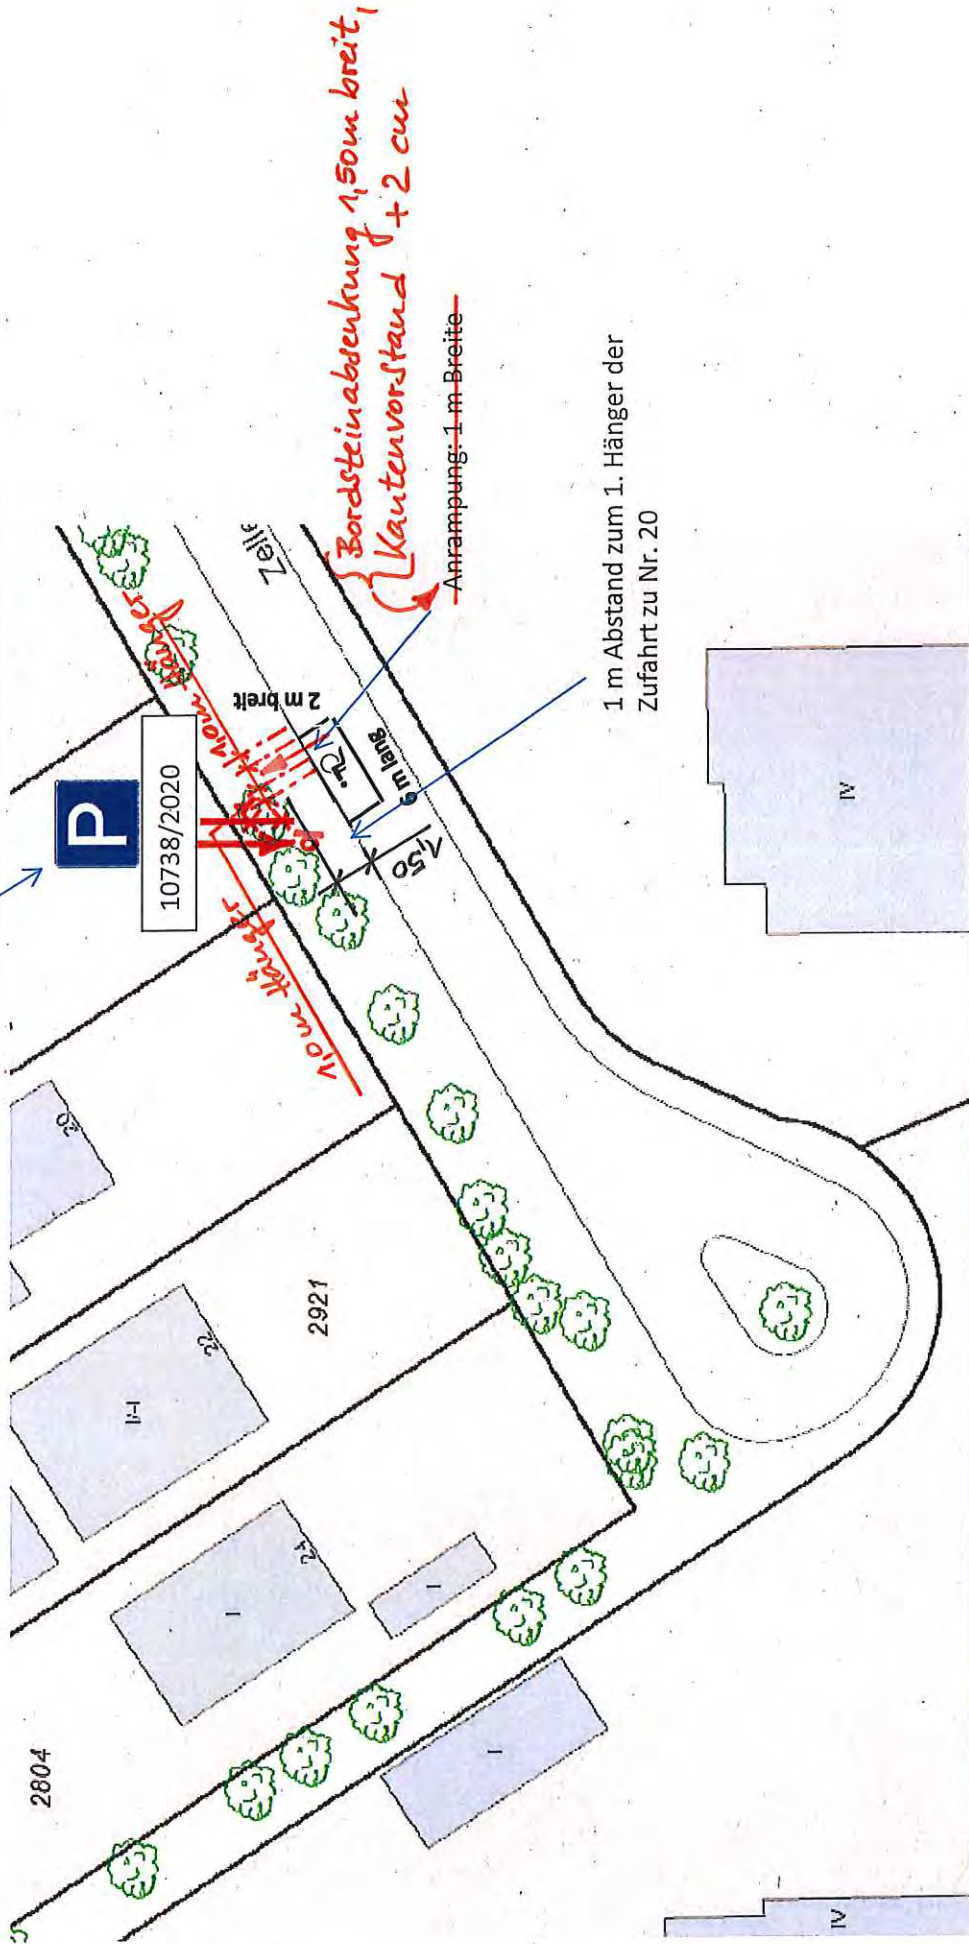 Bordsteinabsenkung 1,50m breit,
Kantenvorstand + 2 cm
Anrampung: 1 m Breite
1 m Abstand zum 1. Hänger der
Zufahrt zu Nr. 20
P
10738/2020
1,0m Hänger
1,0m Hänger
2 m breit
6 m lang
1,50
20
22
24
2921
2804
I
I
I
IV
IV